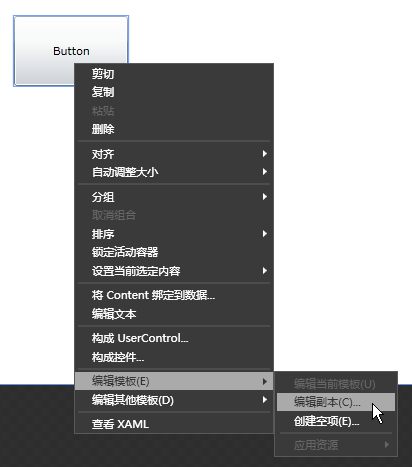 Button
剪切
复制
粘贴
删除
对齐
自动调整大小
分组
取消组合
排序
锁定活动容器
设置当前选定内容
将 Content 绑定到数据...
编辑文本
构成 UserControl...
构成控件...
编辑模板(E)
编辑当前模板(U)
编辑副本(C)...
编辑其他模板(D)
创建空项(E)...
查看 XAML
应用资源